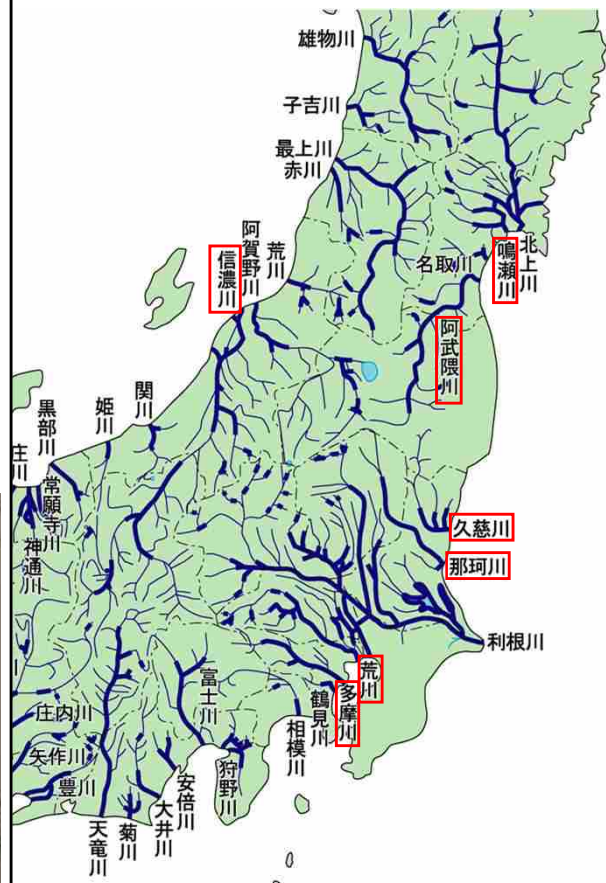 雄物川
子吉川
最上川
赤川
荒川
阿賀野川
信濃川
北上川
鳴瀬川
名取川
阿武隈川
関川
姫川
黒部川
庄川
常願寺川
神通川
久慈川
那珂川
利根川
荒川
多摩川
鶴見川
相模川
富士川
狩野川
安倍川
大井川
菊川
天竜川
庄内川
矢作川
豊川